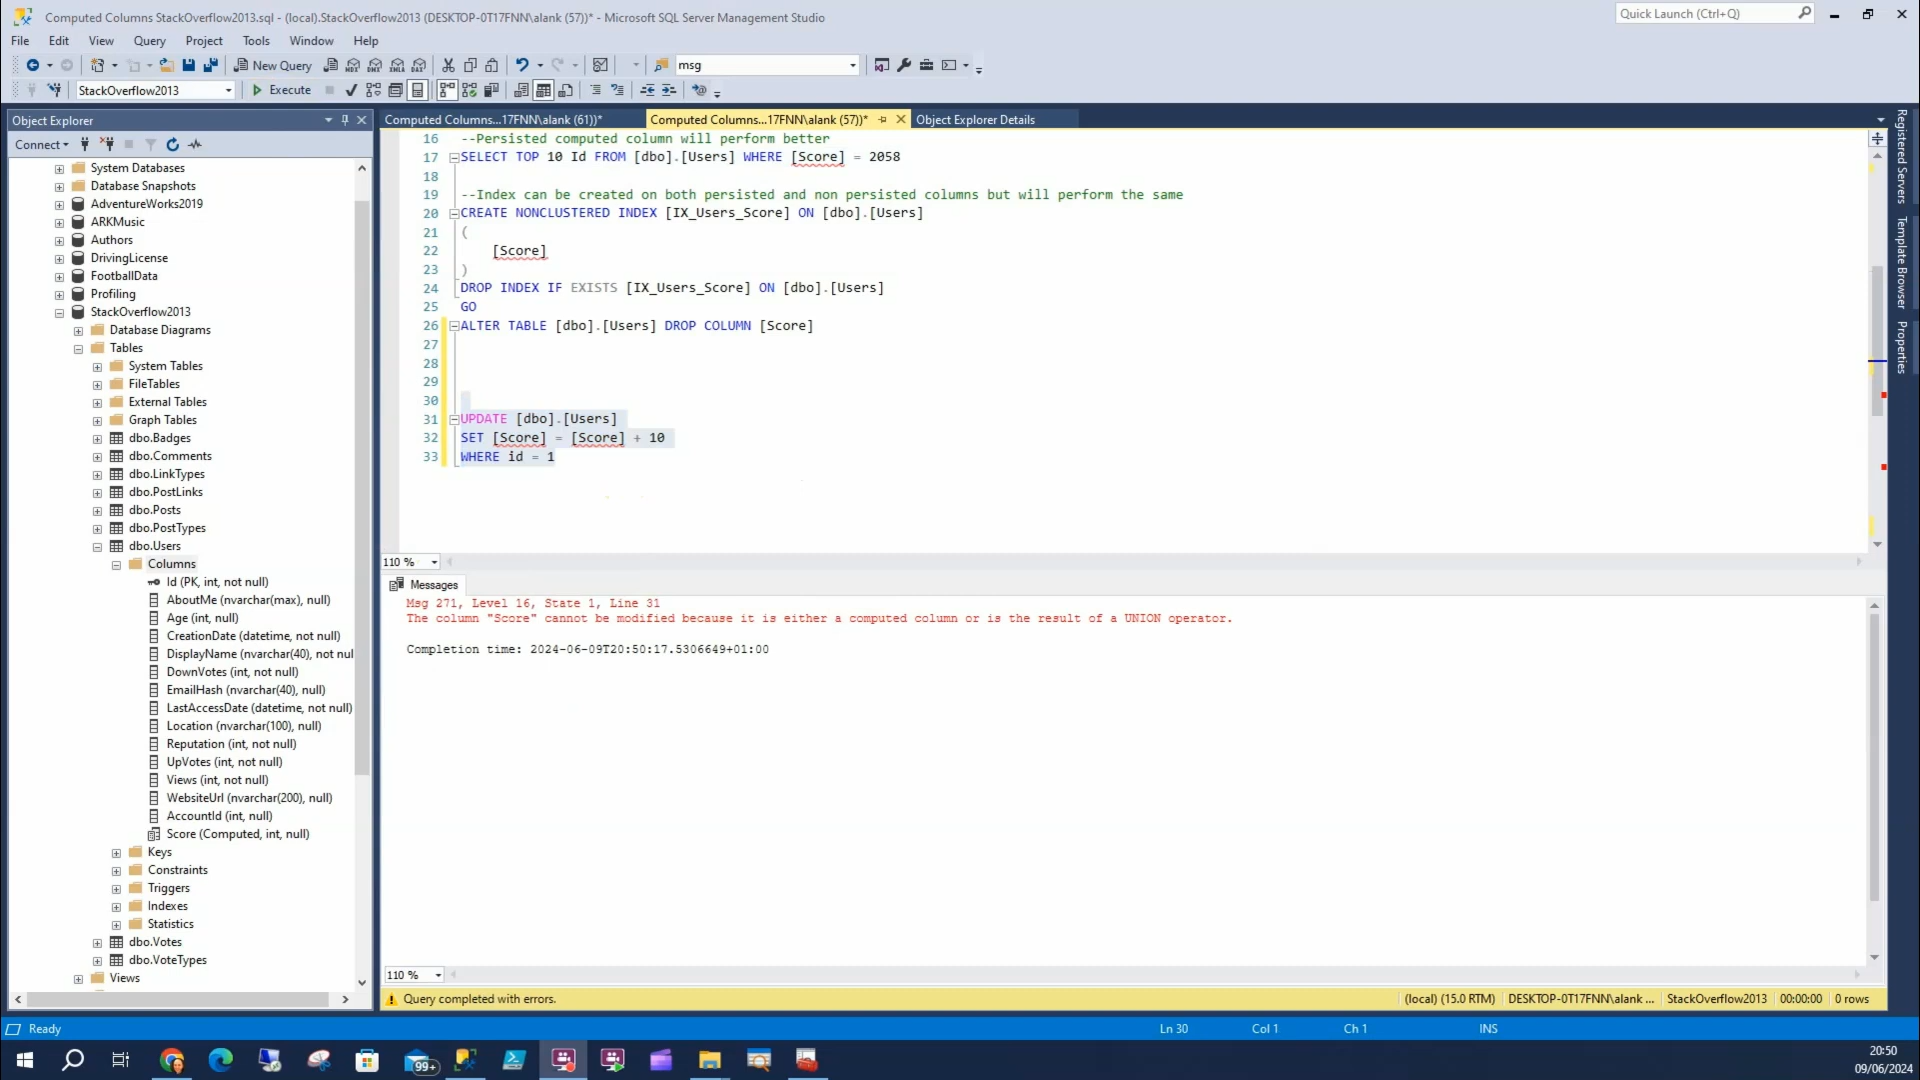 Computed Columns StackOverflow2013.sql - (local).StackOverflow2013 (DESKTOP-0T17FNN\alank (57))* - Microsoft SQL Server Management Studio
Quick Launch (Ctrl+Q)
File Edit View Query Project Tools Window Help
New Query
msg
StackOverflow2013
Execute
Object Explorer
Computed Columns...17FNN\alank (61))*
Computed Columns...17FNN\alank (57))*
Object Explorer Details
Connect
System Databases
Database Snapshots
AdventureWorks2019
ARKMusic
Authors
DrivingLicense
FootballData
Profiling
StackOverflow2013
Database Diagrams
Tables
System Tables
FileTables
External Tables
Graph Tables
dbo.Badges
dbo.Comments
dbo.LinkTypes
dbo.PostLinks
dbo.Posts
dbo.PostTypes
dbo.Users
Columns
Id (PK, int, not null)
AboutMe (nvarchar(max), null)
Age (int, null)
CreationDate (datetime, not null)
DisplayName (nvarchar(40), not nul
DownVotes (int, not null)
EmailHash (nvarchar(40), null)
LastAccessDate (datetime, not null)
Location (nvarchar(100), null)
Reputation (int, not null)
UpVotes (int, not null)
Views (int, not null)
WebsiteUrl (nvarchar(200), null)
AccountId (int, null)
Score (Computed, int, null)
Keys
Constraints
Triggers
Indexes
Statistics
dbo.Votes
dbo.VoteTypes
Views
16 --Persisted computed column will perform better
17 SELECT TOP 10 Id FROM [dbo].[Users] WHERE [Score] = 2058
18
19 --Index can be created on both persisted and non persisted columns but will perform the same
20 CREATE NONCLUSTERED INDEX [IX_Users_Score] ON [dbo].[Users]
21 (
22 [Score]
23 )
24 DROP INDEX IF EXISTS [IX_Users_Score] ON [dbo].[Users]
25 GO
26 ALTER TABLE [dbo].[Users] DROP COLUMN [Score]
27
28
29
30
31 UPDATE [dbo].[Users]
32 SET [Score] = [Score] + 10
33 WHERE id = 1
110 %
Messages
Msg 271, Level 16, State 1, Line 31
The column "Score" cannot be modified because it is either a computed column or is the result of a UNION operator.
Completion time: 2024-06-09T20:50:17.5306649+01:00
110 %
Query completed with errors.
(local) (15.0 RTM) DESKTOP-0T17FNN\alank ... StackOverflow2013 00:00:00 0 rows
Registered Servers
Template Browser
Properties
Ready
Ln 30 Col 1 Ch 1 INS
99+
20:50
09/06/2024